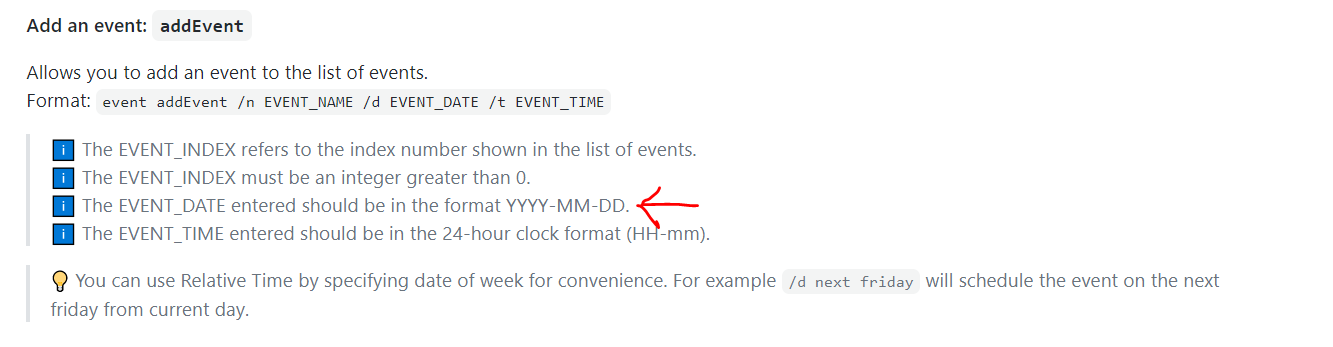 Add an event: addEvent
Allows you to add an event to the list of events.
Format: event addEvent /n EVENT_NAME /d EVENT_DATE /t EVENT_TIME
i The EVENT_INDEX refers to the index number shown in the list of events.
i The EVENT_INDEX must be an integer greater than 0.
i The EVENT_DATE entered should be in the format YYYY-MM-DD.
i The EVENT_TIME entered should be in the 24-hour clock format (HH-mm).
You can use Relative Time by specifying date of week for convenience. For example /d next friday will schedule the event on the next
friday from current day.